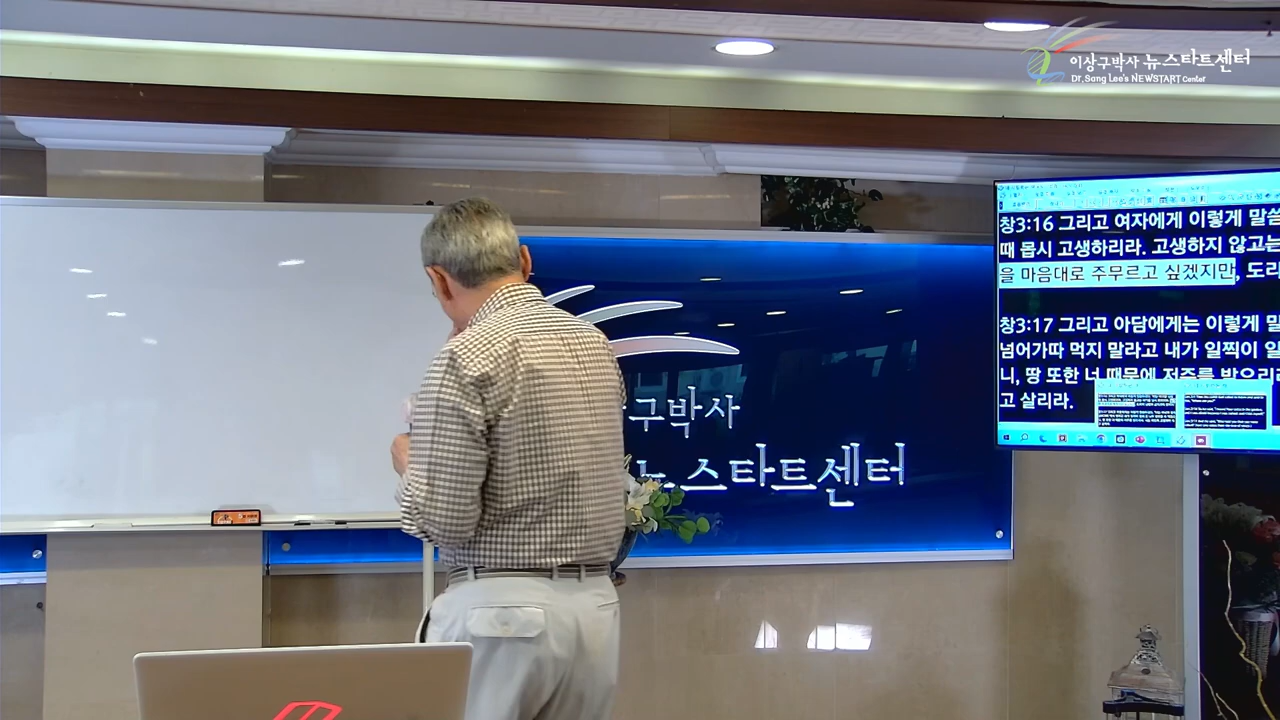 이상구박사 뉴스타트센터
Dr. Sang Lee's NEWSTART Center
창3:16 그리고 여자에게 이렇게 말씀
때 몹시 고생하리라. 고생하지 않고는
을 마음대로 주무르고 싶겠지만, 도리
창3:17 그리고 아담에게는 이렇게 말
넘어가따 먹지 말라고 내가 일찍이 일
니, 땅 또한 너 때문에 저주를 받으리라
고 살리라.
구박사
뉴스타트센터